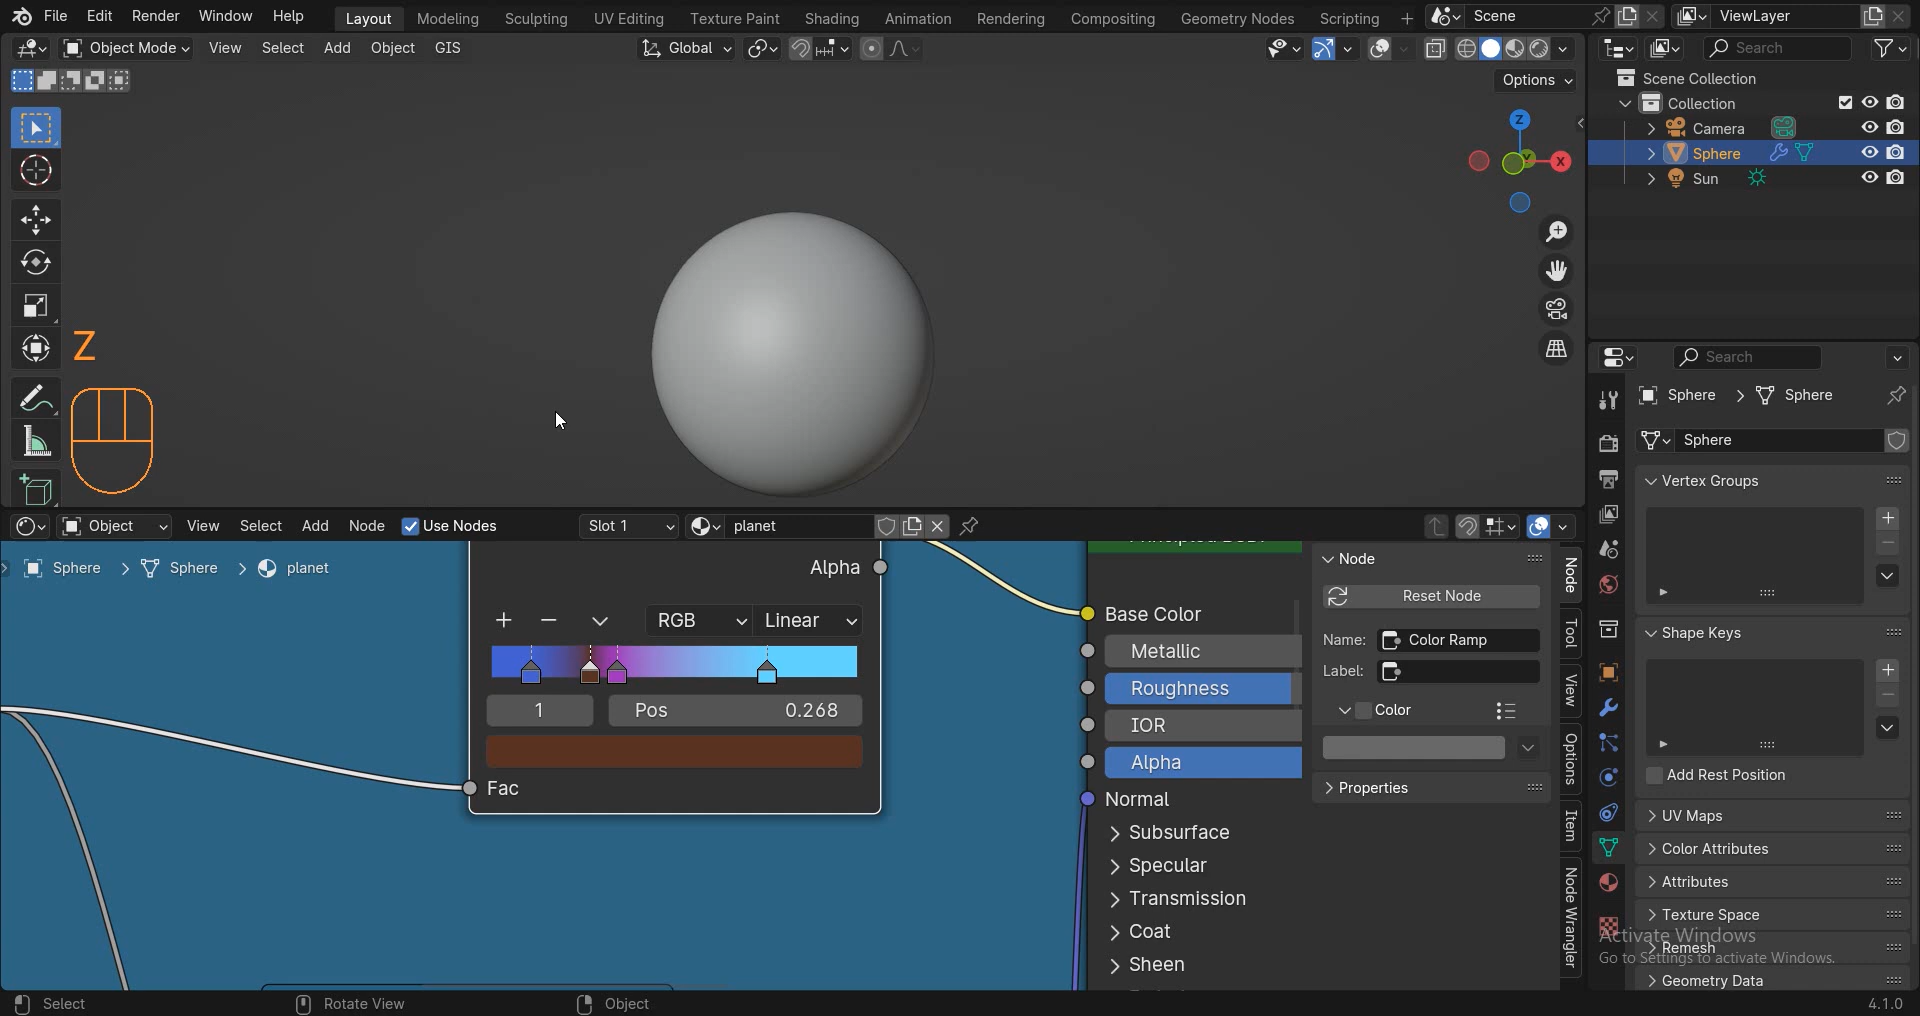 File Edit Render Window Help Layout Modeling Sculpting UV Editing Texture Paint Shading Animation Rendering Compositing Geometry Nodes Scripting + Scene ViewLayer
Object Mode View Select Add Object GIS Global Search
Options
Scene Collection
Collection
Camera
Sphere
Sun
Z
X
Z
Search
Sphere > Sphere
Sphere
Vertex Groups
Shape Keys
Add Rest Position
UV Maps
Color Attributes
Attributes
Texture Space
Remesh
Geometry Data
Object View Select Add Node Use Nodes Slot 1 planet
Sphere > Sphere > planet
Alpha
RGB Linear
1 Pos 0.268
Fac
Base Color
Metallic
Roughness
IOR
Alpha
Normal
Subsurface
Specular
Transmission
Coat
Sheen
Node
Reset Node
Name: Color Ramp
Label:
Color
Properties
Node
Tool
View
Options
Item
Node Wrangler
Activate Windows
Go to Settings to activate Windows.
Select Rotate View Object 4.1.0